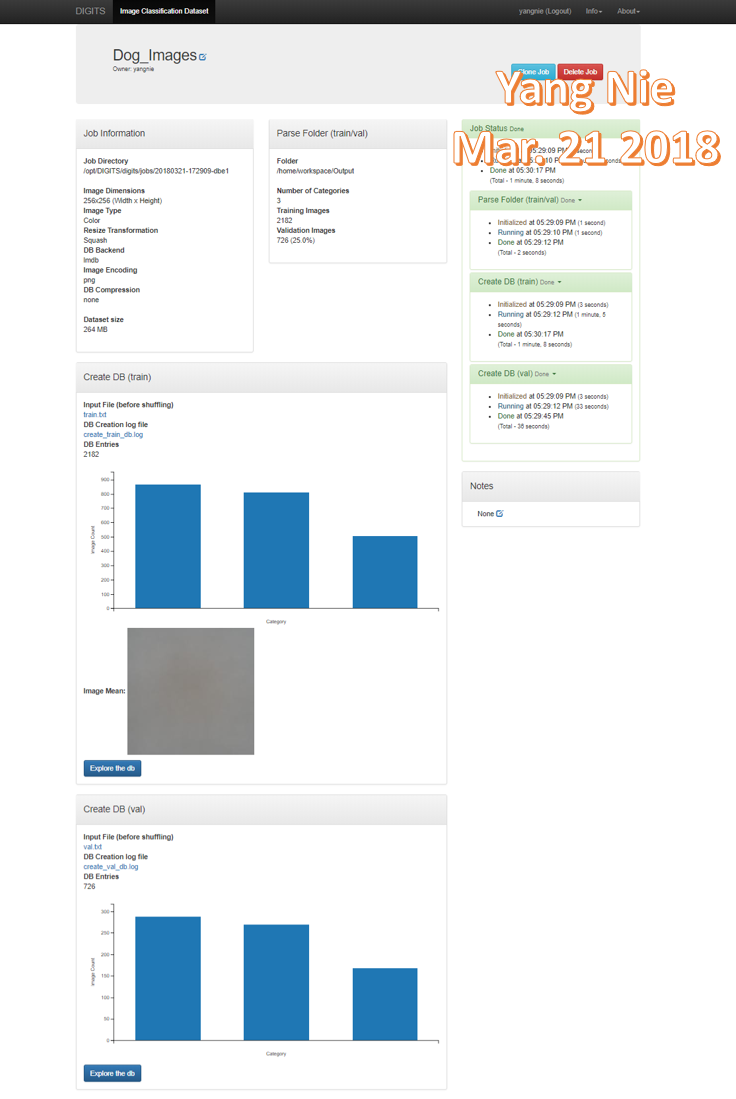 DIGITS Image Classification Dataset yangnie (Logout) Info About
Dog_Images
Owner: yangnie
Clone Job Delete Job
Yang Nie
Mar. 21 2018
Job Information
Job Directory
/opt/DIGITS/digits/jobs/20180321-172909-dbe1
Image Dimensions
256x256 (Width x Height)
Image Type
Color
Resize Transformation
Squash
DB Backend
lmdb
Image Encoding
png
DB Compression
none
Dataset size
264 MB
Parse Folder (train/val)
Folder
/home/workspace/Output
Number of Categories
3
Training Images
2182
Validation Images
726 (25.0%)
Job Status Done
05:29:09 PM
Done at 05:30:17 PM
(Total - 1 minute, 8 seconds)
Parse Folder (train/val) Done
Initialized at 05:29:09 PM (1 second)
Running at 05:29:10 PM (1 second)
Done at 05:29:12 PM
(Total - 2 seconds)
Create DB (train) Done
Initialized at 05:29:09 PM (3 seconds)
Running at 05:29:12 PM (1 minute, 5
seconds)
Done at 05:30:17 PM
(Total - 1 minute, 8 seconds)
Create DB (val) Done
Initialized at 05:29:09 PM (3 seconds)
Running at 05:29:12 PM (33 seconds)
Done at 05:29:45 PM
(Total - 36 seconds)
Notes
None
Create DB (train)
Input File (before shuffling)
train.txt
DB Creation log file
create_train_db.log
DB Entries
2182
900
800
700
600
500
400
300
200
100
0
Image Count
Category
Image Mean:
Explore the db
Create DB (val)
Input File (before shuffling)
val.txt
DB Creation log file
create_val_db.log
DB Entries
726
300
250
200
150
100
50
0
Image Count
Category
Explore the db